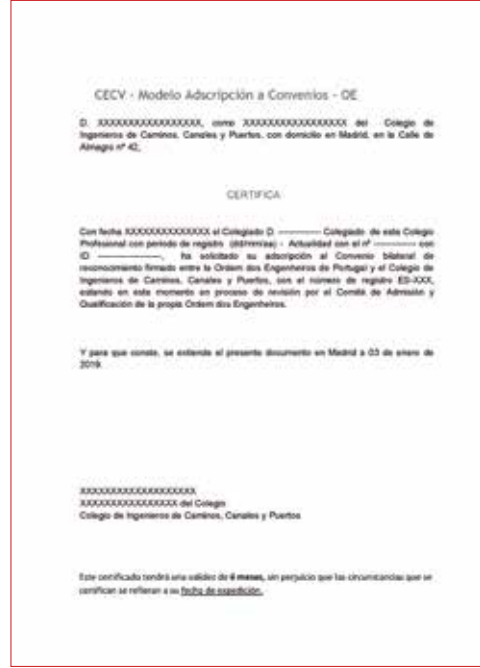 CECV - Modelo Adscripción a Convenios - OE
D. XXXXXXXXXXXXXXXXXX, como XXXXXXXXXXXXXXXXXX del Colegio de
Ingenieros de Caminos, Canales y Puertos, con domicilio en Madrid, en la Calle de
Almagro nº 42,
CERTIFICA
Con fecha XXXXXXXXXXXXXX el Colegiado D. ------------- Colegiado de este Colegio
Profesional con periodo de registro (dd/mm/aa) - Actualidad con el nº ------------- con
ID -------------------, ha solicitado su adscripción al Convenio bilateral de
reconocimiento firmado entre la Ordem dos Engenheiros de Portugal y el Colegio de
Ingenieros de Caminos, Canales y Puertos, con el número de registro ED-XXX,
estando en este momento en proceso de revisión por el Comité de Admisión y
Qualificación de la propia Ordem dos Engenheiros.
Y para que conste, se extiende el presente documento en Madrid a 03 de enero de
2019.
XXXXXXXXXXXXXXXXXXXX
XXXXXXXXXXXXXXXXX del Colegio
Colegio de Ingenieros de Caminos, Canales y Puertos
Este certificado tendrá una validez de 6 meses, sin perjuicio que las circunstancias que se
certifican se refieran a su fecha de expedición.